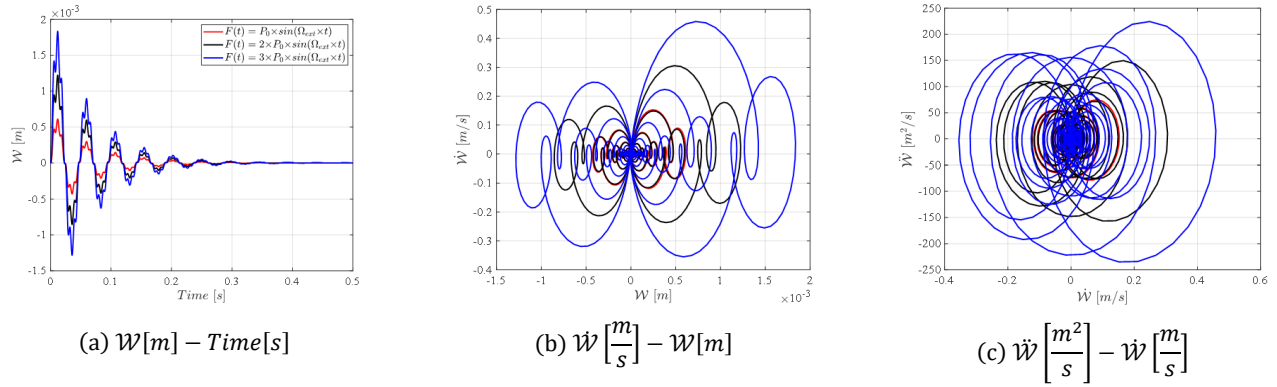 ×10⁻³
2
1.5
1
0.5
0
-0.5
-1
-1.5
0 0.1 0.2 0.3 0.4 0.5
𝒲 [m]
Time [s]
F(t) = P₀×sin(Ωₑₓₜ×t)
F(t) = 2×P₀×sin(Ωₑₓₜ×t)
F(t) = 3×P₀×sin(Ωₑₓₜ×t)
(a) 𝒲[m] − Time[s]
0.5
0.4
0.3
0.2
0.1
0
-0.1
-0.2
-0.3
-0.4
-1.5 -1 -0.5 0 0.5 1 1.5 2
×10⁻³
𝒲̇ [m/s]
𝒲 [m]
(b) 𝒲̇ [m/s] − 𝒲[m]
250
200
150
100
50
0
-50
-100
-150
-200
-250
-0.4 -0.2 0 0.2 0.4 0.6
𝒲̈ [m²/s]
𝒲̇ [m/s]
(c) 𝒲̈ [m²/s] − 𝒲̇ [m/s]